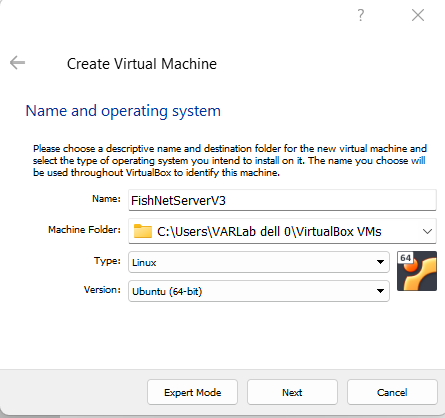 ?
Create Virtual Machine
Name and operating system
Please choose a descriptive name and destination folder for the new virtual machine and
select the type of operating system you intend to install on it. The name you choose will
be used throughout VirtualBox to identify this machine.
Name: FishNetServerV3
Machine Folder: C:\Users\VARLab dell 0\VirtualBox VMs
Type: Linux
64
Version: Ubuntu (64-bit)
Expert Mode Next Cancel